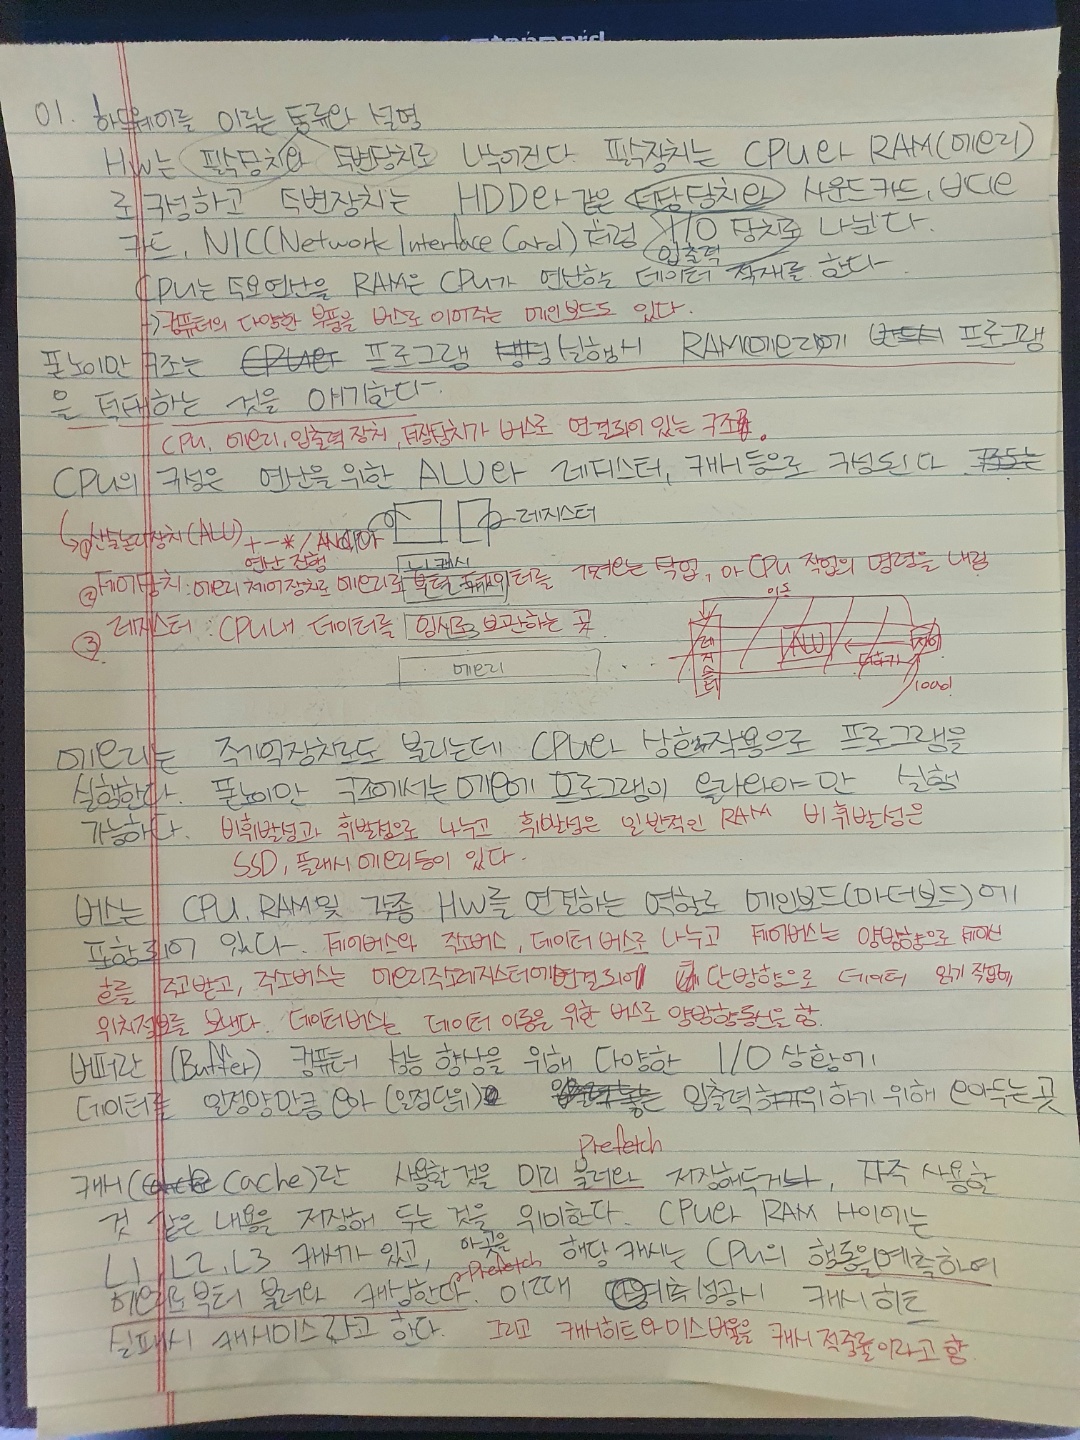 01. 하드웨어를 이루는 종류와 설명
HW는 필수장치와 주변장치로 나누어진다. 필수장치는 CPU와 RAM(메모리)
로 구성하고 주변장치는 HDD와 같은 저장장치와 사운드카드, 비디오
카드, NIC(Network Interface Card)처럼 I/O 장치로 나뉜다.
입출력
CPU는 주요연산을 RAM은 CPU가 연산하는 데이터 적재를 한다.
→컴퓨터의 다양한 부품을 버스로 이어주는 메인보드도 있다.
폰노이만 구조는 프로그램 실행시 RAM(메모리)에 프로그램
을 적재하는 것을 얘기한다.
CPU, 메모리, 입출력장치, 저장장치가 버스로 연결되어 있는 구조.
CPU의 구성은 연산을 위한 ALU와 레지스터, 캐시등으로 구성된다
레지스터
① 산술논리장치(ALU) + - * / AND
연산 진행
캐시
② 제어장치: 메모리 제어장치로 메모리로부터 데이터를 가져오는 작업, CPU 작업의 명령을 내림
③ 레지스터 : CPU내 데이터를 임시로 보관하는 곳
이동
레지스터
ALU
제어
load
메모리
메모리는 주기억장치로도 불리는데 CPU와 상호작용으로 프로그램을
실행한다. 폰노이만 구조에서는 메모리에 프로그램이 올라와야 만 실행
가능하다. 비휘발성과 휘발성으로 나누고 휘발성은 일반적인 RAM 비휘발성은
SSD, 플래시 메모리등이 있다.
버스는 CPU, RAM및 각종 HW를 연결하는 역할로 메인보드(마더보드)에
포함되어 있다. 제어버스와 주소버스, 데이터 버스로 나누고 제어버스는 양방향으로 제어신
호를 주고받고, 주소버스는 메모리주소레지스터에 연결되어 단방향으로 데이터 읽기 작업에
위치정보를 보낸다. 데이터버스는 데이터 이동을 위한 버스로 양방향통신을 함.
버퍼란 (Buffer) 컴퓨터 성능 향상을 위해 다양한 I/O 상황에
데이터를 일정양만큼 모아 (일정단위) 입출력 하기 위해 모아두는 곳
Prefetch
캐시(Cache)란 사용한 것을 미리 불러와 저장해두거나, 자주 사용할
것 같은 내용을 저장해 두는 것을 의미한다. CPU와 RAM 사이에는
L1, L2, L3 캐시가 있고, 해당 캐시는 CPU의 행동을 예측하여
Prefetch
메모리로 부터 불러와 저장한다. 이때 예측 성공시 캐시히트
실패시 캐시미스 라고 한다. 그리고 캐시히트와 미스 비율을 캐시 적중률이라고 함.